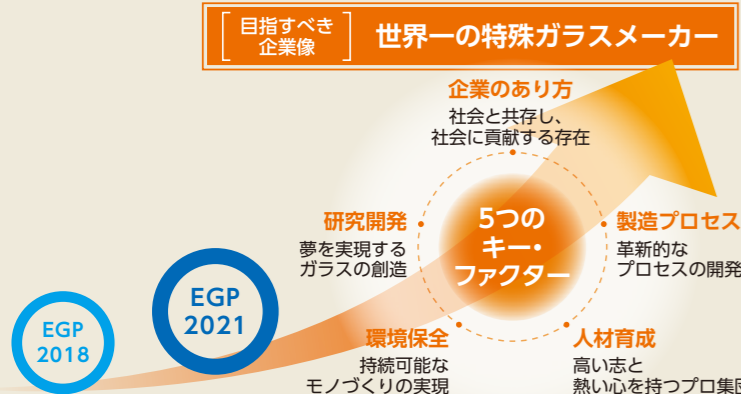 目指すべき
企業像
世界一の特殊ガラスメーカー
企業のあり方
社会と共存し、
社会に貢献する存在
研究開発
夢を実現する
ガラスの創造
5つの
キー・
ファクター
製造プロセス
革新的な
プロセスの開発
EGP
2018
EGP
2021
環境保全
持続可能な
モノづくりの実現
人材育成
高い志と
熱い心を持つプロ集団